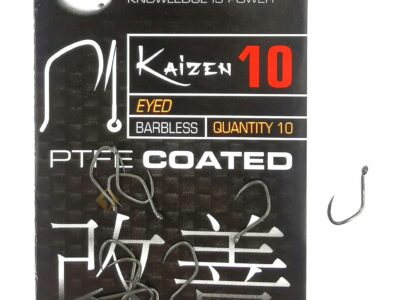 KNOWLEDGE IS POWER
KAIZEN 10
EYED
BARBLESS QUANTITY 10
PTFE COATED
改善